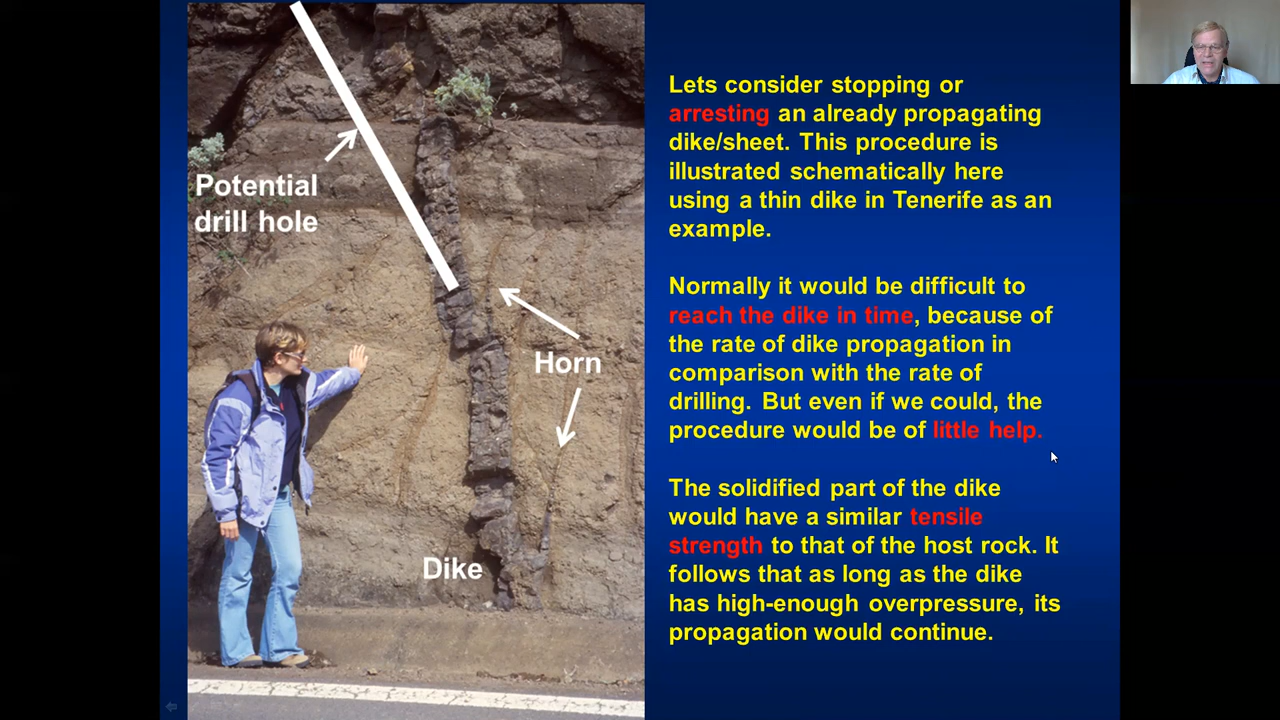 Potential
drill hole
Horn
Dike
Lets consider stopping or
arresting an already propagating
dike/sheet. This procedure is
illustrated schematically here
using a thin dike in Tenerife as an
example.
Normally it would be difficult to
reach the dike in time, because of
the rate of dike propagation in
comparison with the rate of
drilling. But even if we could, the
procedure would be of little help.
The solidified part of the dike
would have a similar tensile
strength to that of the host rock. It
follows that as long as the dike
has high-enough overpressure, its
propagation would continue.